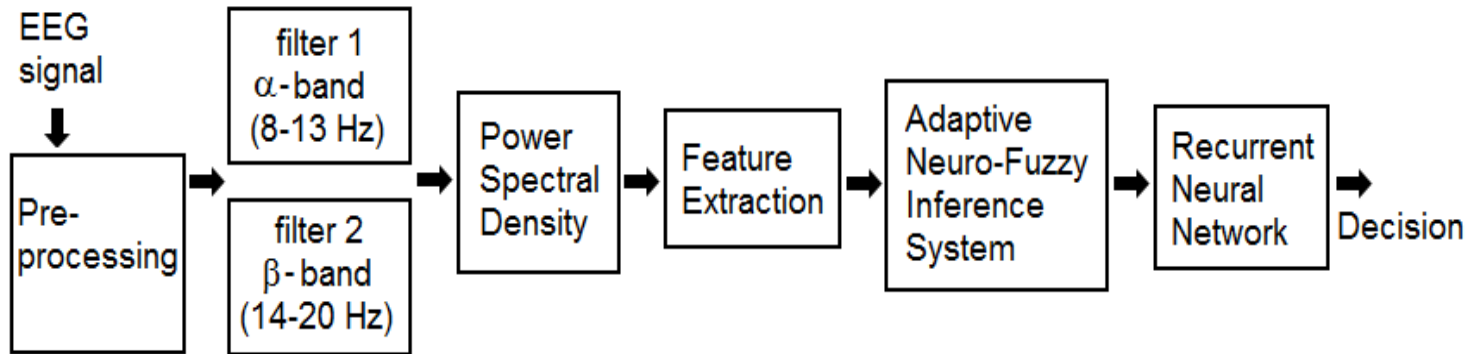 EEG
signal
Pre-
processing
filter 1
α-band
(8-13 Hz)
filter 2
β-band
(14-20 Hz)
Power
Spectral
Density
Feature
Extraction
Adaptive
Neuro-Fuzzy
Inference
System
Recurrent
Neural
Network
Decision